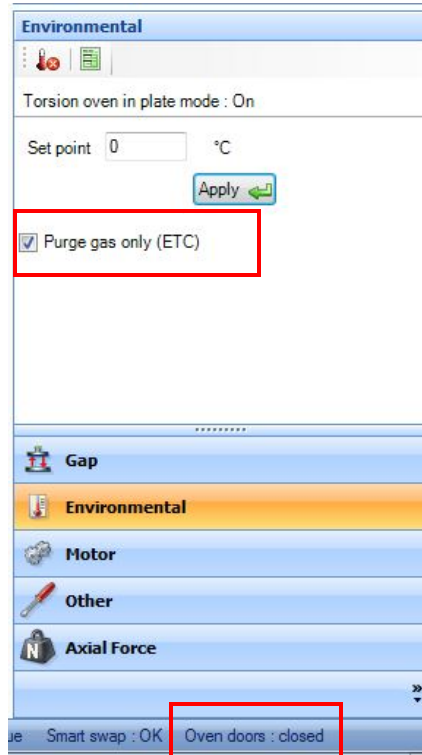 Environmental
Torsion oven in plate mode : On
Set point 0 °C
Apply
Purge gas only (ETC)
Gap
Environmental
Motor
Other
N Axial Force
»
ue Smart swap : OK Oven doors : closed